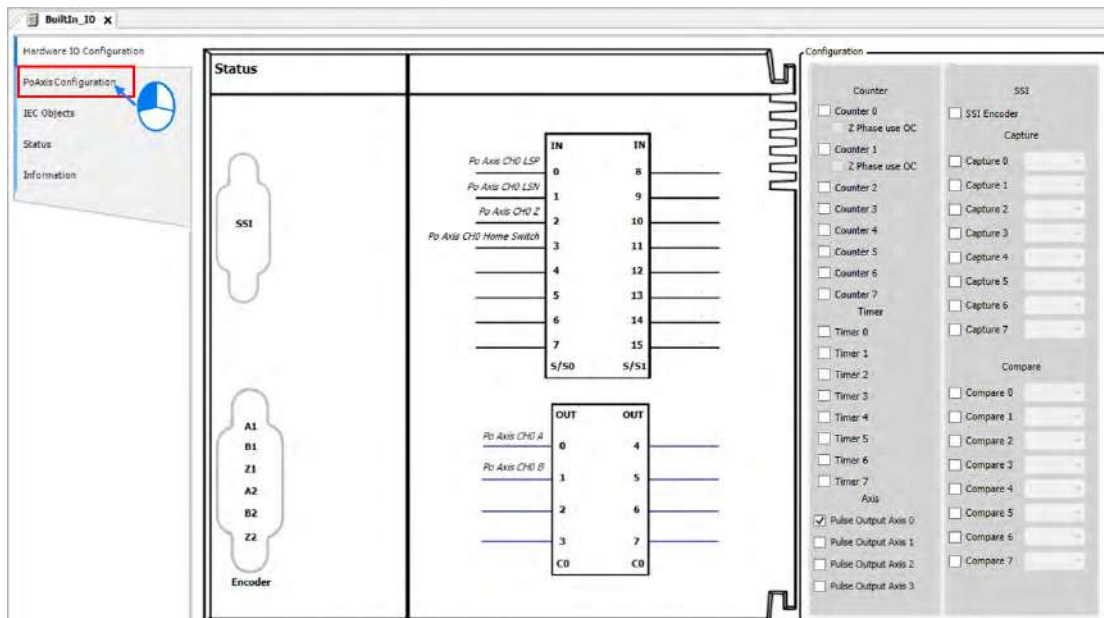 BuiltIn_IO x
Hardware IO Configuration
PoAxis Configuration
IEC Objects
Status
Information
Status
SSI
A1
B1
Z1
A2
B2
Z2
Encoder
IN IN
Po Axis CH0 LSP 0 8
Po Axis CH0 LSN 1 9
Po Axis CH0 Z 2 10
Po Axis CH0 Home Switch 3 11
4 12
5 13
6 14
7 15
S/S0 S/S1
OUT OUT
Po Axis CH0 A 0 4
Po Axis CH0 B 1 5
2 6
3 7
C0 C0
Configuration
Counter
Counter 0
Z Phase use OC
Counter 1
Z Phase use OC
Counter 2
Counter 3
Counter 4
Counter 5
Counter 6
Counter 7
Timer
Timer 0
Timer 1
Timer 2
Timer 3
Timer 4
Timer 5
Timer 6
Timer 7
Axis
Pulse Output Axis 0
Pulse Output Axis 1
Pulse Output Axis 2
Pulse Output Axis 3
SSI
SSI Encoder
Capture
Capture 0
Capture 1
Capture 2
Capture 3
Capture 4
Capture 5
Capture 6
Capture 7
Compare
Compare 0
Compare 1
Compare 2
Compare 3
Compare 4
Compare 5
Compare 6
Compare 7